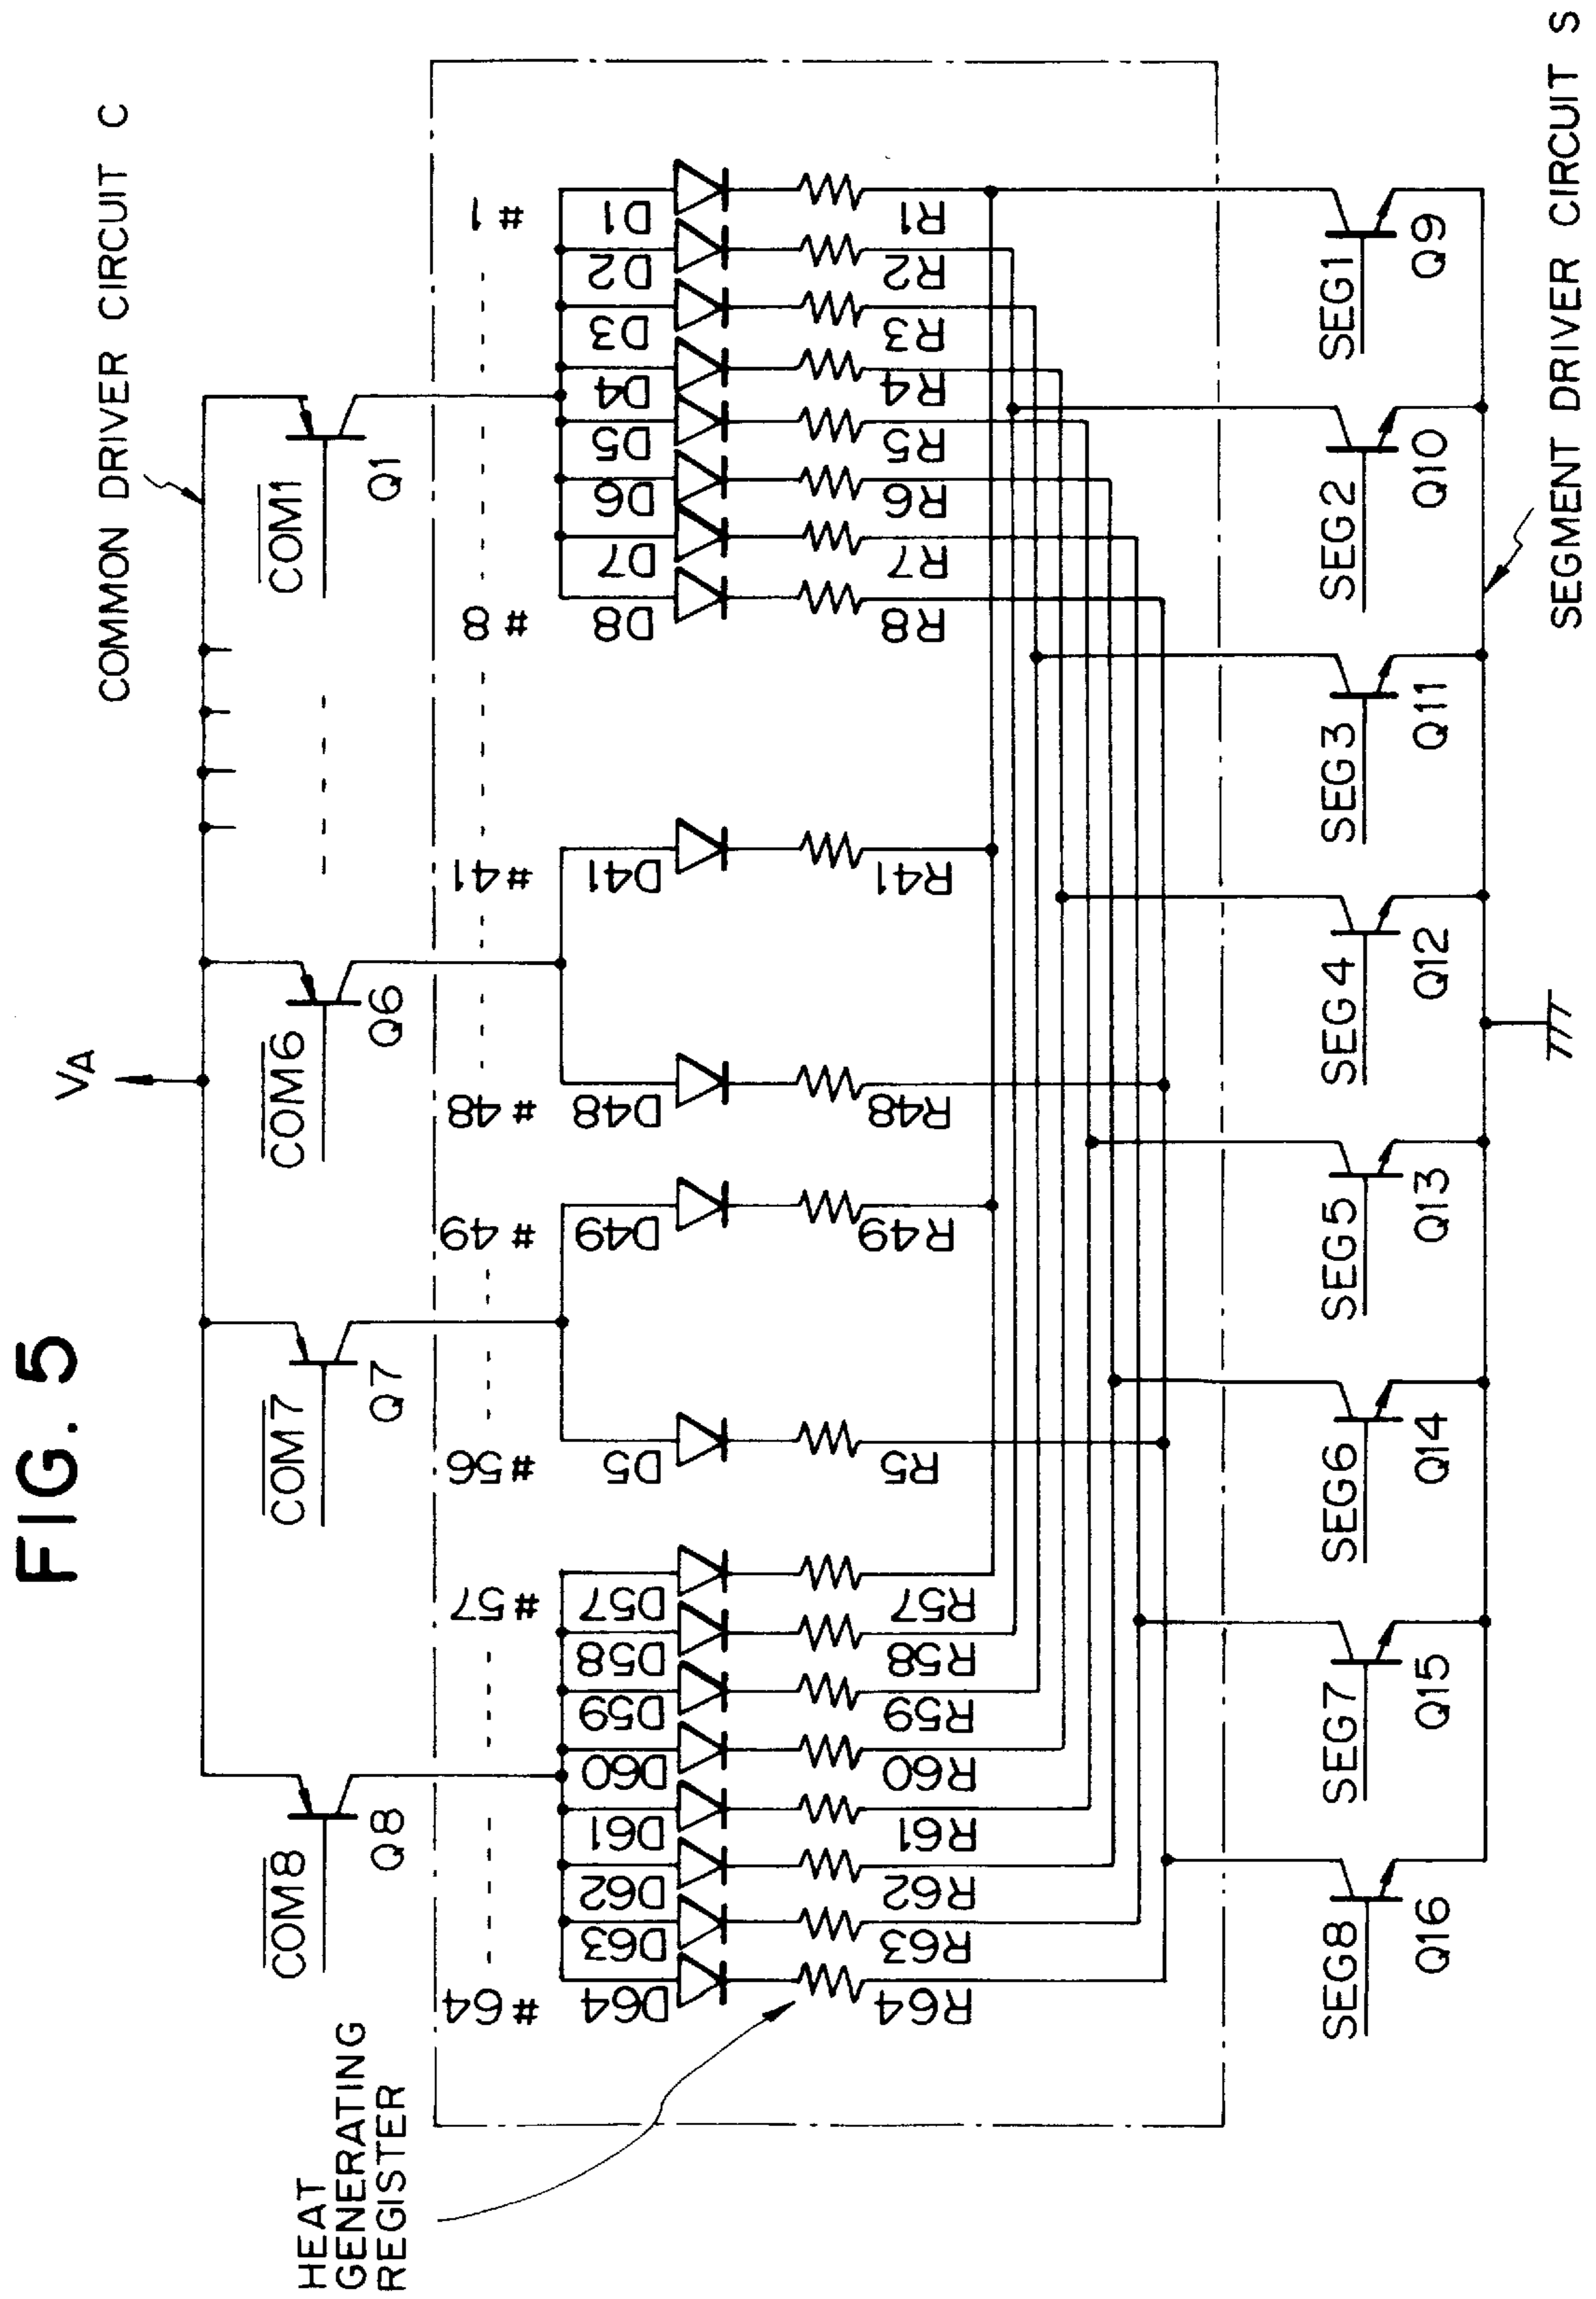 FIG. 5
COMMON DRIVER CIRCUIT C
VA
COM8
Q8
COM7
Q7
COM6
Q6
COM1
Q1
#64
#57
#56
#49
#48
#41
#8
#1
D64
D63
D62
D61
D60
D59
D58
D57
D5
D49
D48
D41
D8
D7
D6
D5
D4
D3
D2
D1
HEAT
GENERATING
REGISTER
R64
R63
R62
R61
R60
R59
R58
R57
R5
R49
R48
R41
R8
R7
R6
R5
R4
R3
R2
R1
SEG8
Q16
SEG7
Q15
SEG6
Q14
SEG5
Q13
SEG4
Q12
SEG3
Q11
SEG2
Q10
SEG1
Q9
SEGMENT DRIVER CIRCUIT S